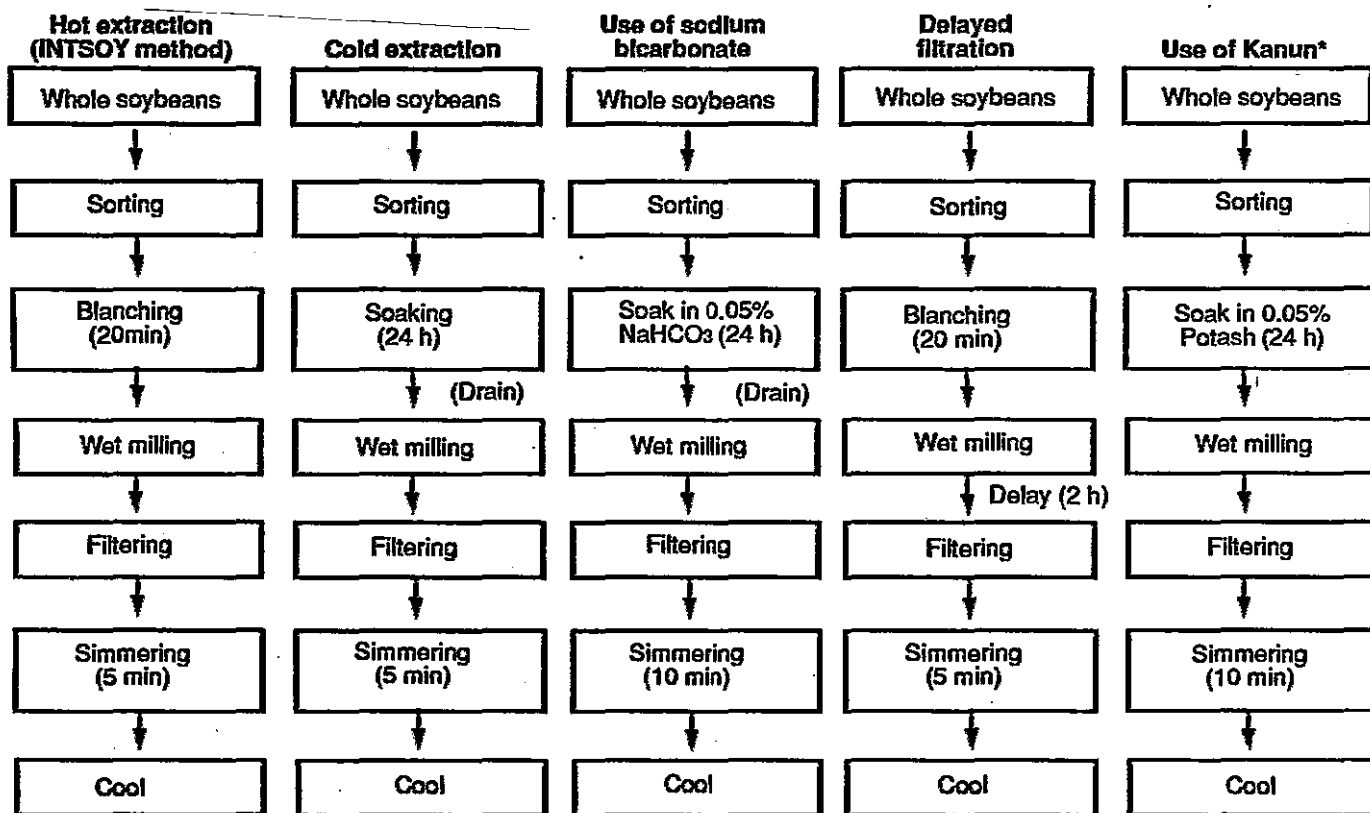 Hot extraction
(INTSOY method)
Whole soybeans
Sorting
Blanching
(20min)
Wet milling
Filtering
Simmering
(5 min)
Cool
Cold extraction
Whole soybeans
Sorting
Soaking
(24 h)
(Drain)
Wet milling
Filtering
Simmering
(5 min)
Cool
Use of sodium
bicarbonate
Whole soybeans
Sorting
Soak in 0.05%
NaHCO3 (24 h)
(Drain)
Wet milling
Filtering
Simmering
(10 min)
Cool
Delayed
filtration
Whole soybeans
Sorting
Blanching
(20 min)
Wet milling
Delay (2 h)
Filtering
Simmering
(5 min)
Cool
Use of Kanun*
Whole soybeans
Sorting
Soak in 0.05%
Potash (24 h)
Wet milling
Filtering
Simmering
(10 min)
Cool